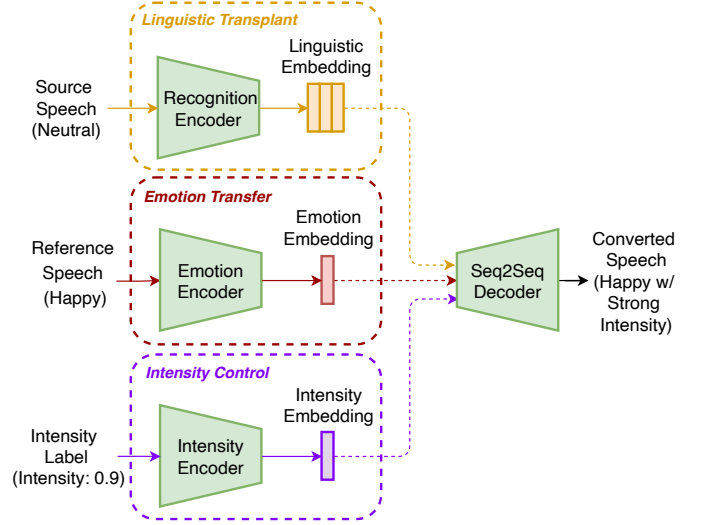 Linguistic Transplant
Source
Speech
(Neutral)
Recognition
Encoder
Linguistic
Embedding
Emotion Transfer
Reference
Speech
(Happy)
Emotion
Encoder
Emotion
Embedding
Seq2Seq
Decoder
Converted
Speech
(Happy w/
Strong
Intensity)
Intensity Control
Intensity
Label
(Intensity: 0.9)
Intensity
Encoder
Intensity
Embedding